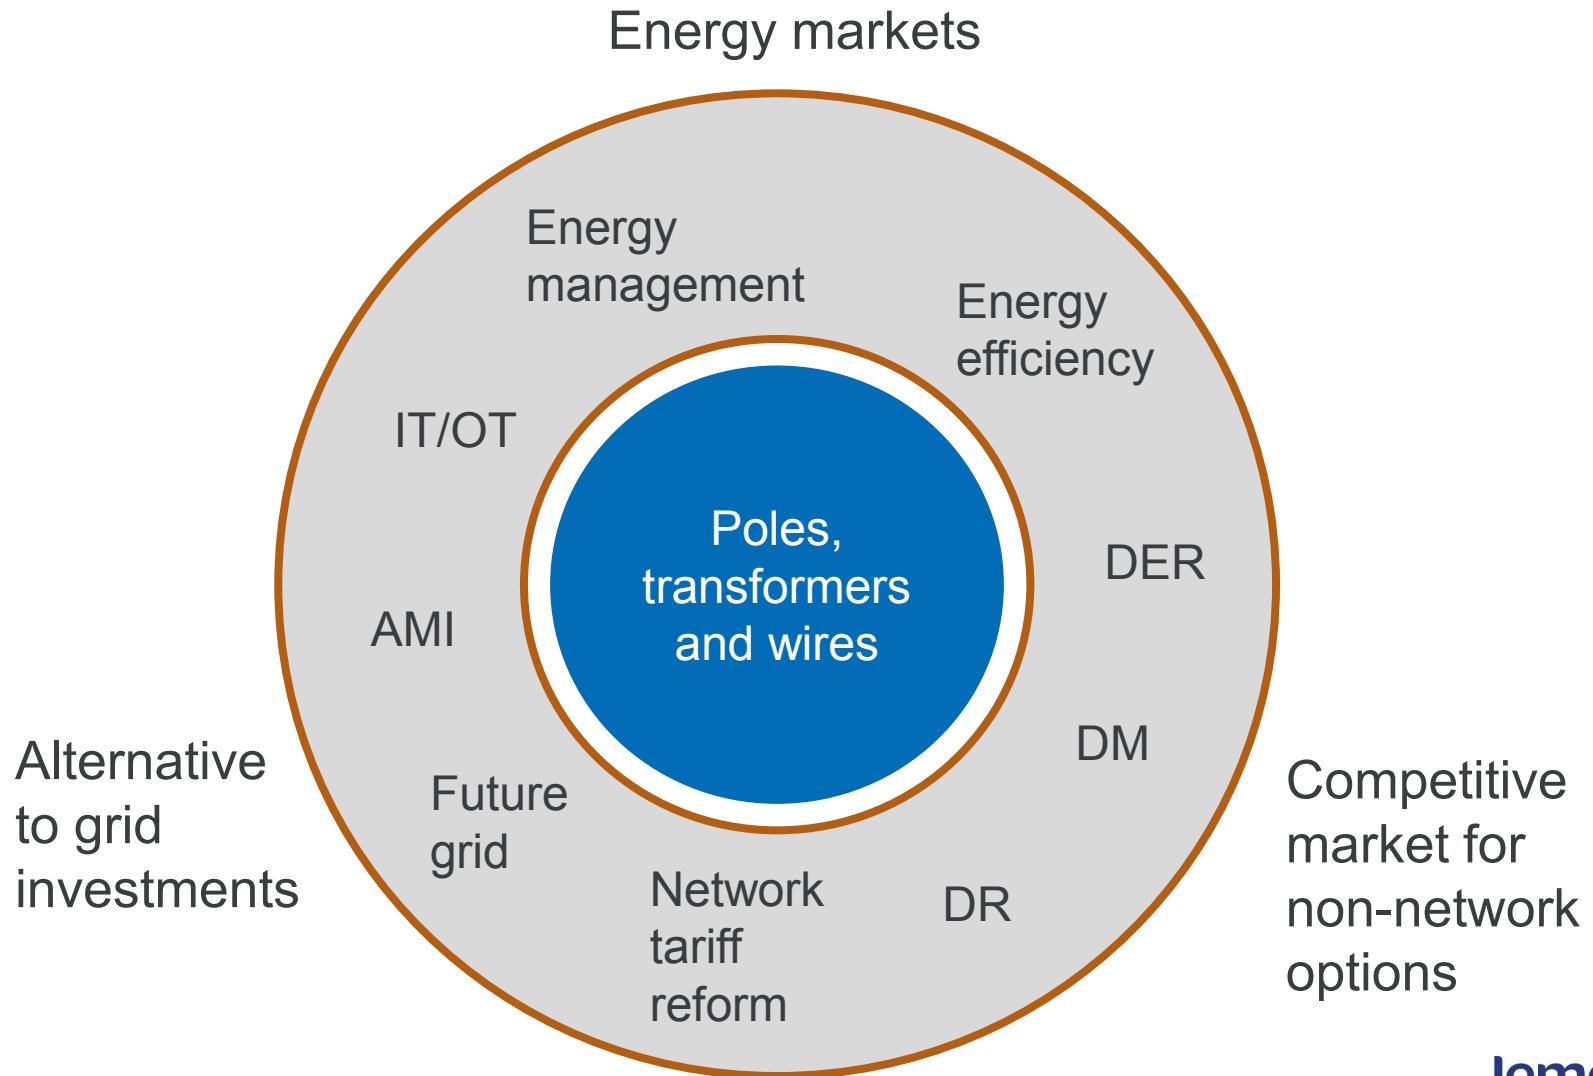 Energy markets
Energy
management
Energy
efficiency
IT/OT
Poles,
transformers
and wires
DER
AMI
DM
Alternative
to grid
investments
Future
grid
Competitive
market for
non-network
options
Network
tariff
reform
DR